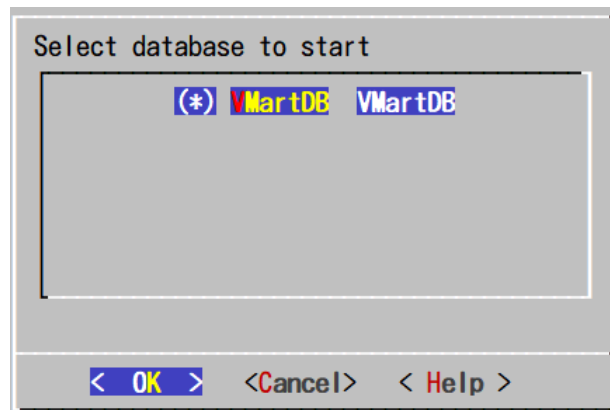 Select database to start
(*) VMartDB VMartDB
< OK > <Cancel> < Help >